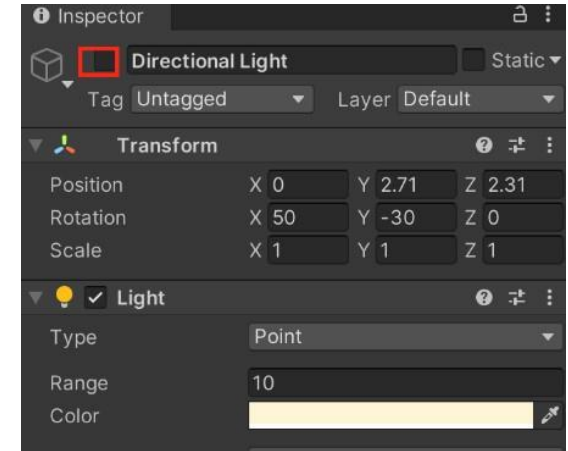 Inspector
Directional Light Static
Tag Untagged Layer Default
Transform
Position X 0 Y 2.71 Z 2.31
Rotation X 50 Y -30 Z 0
Scale X 1 Y 1 Z 1
Light
Type Point
Range 10
Color